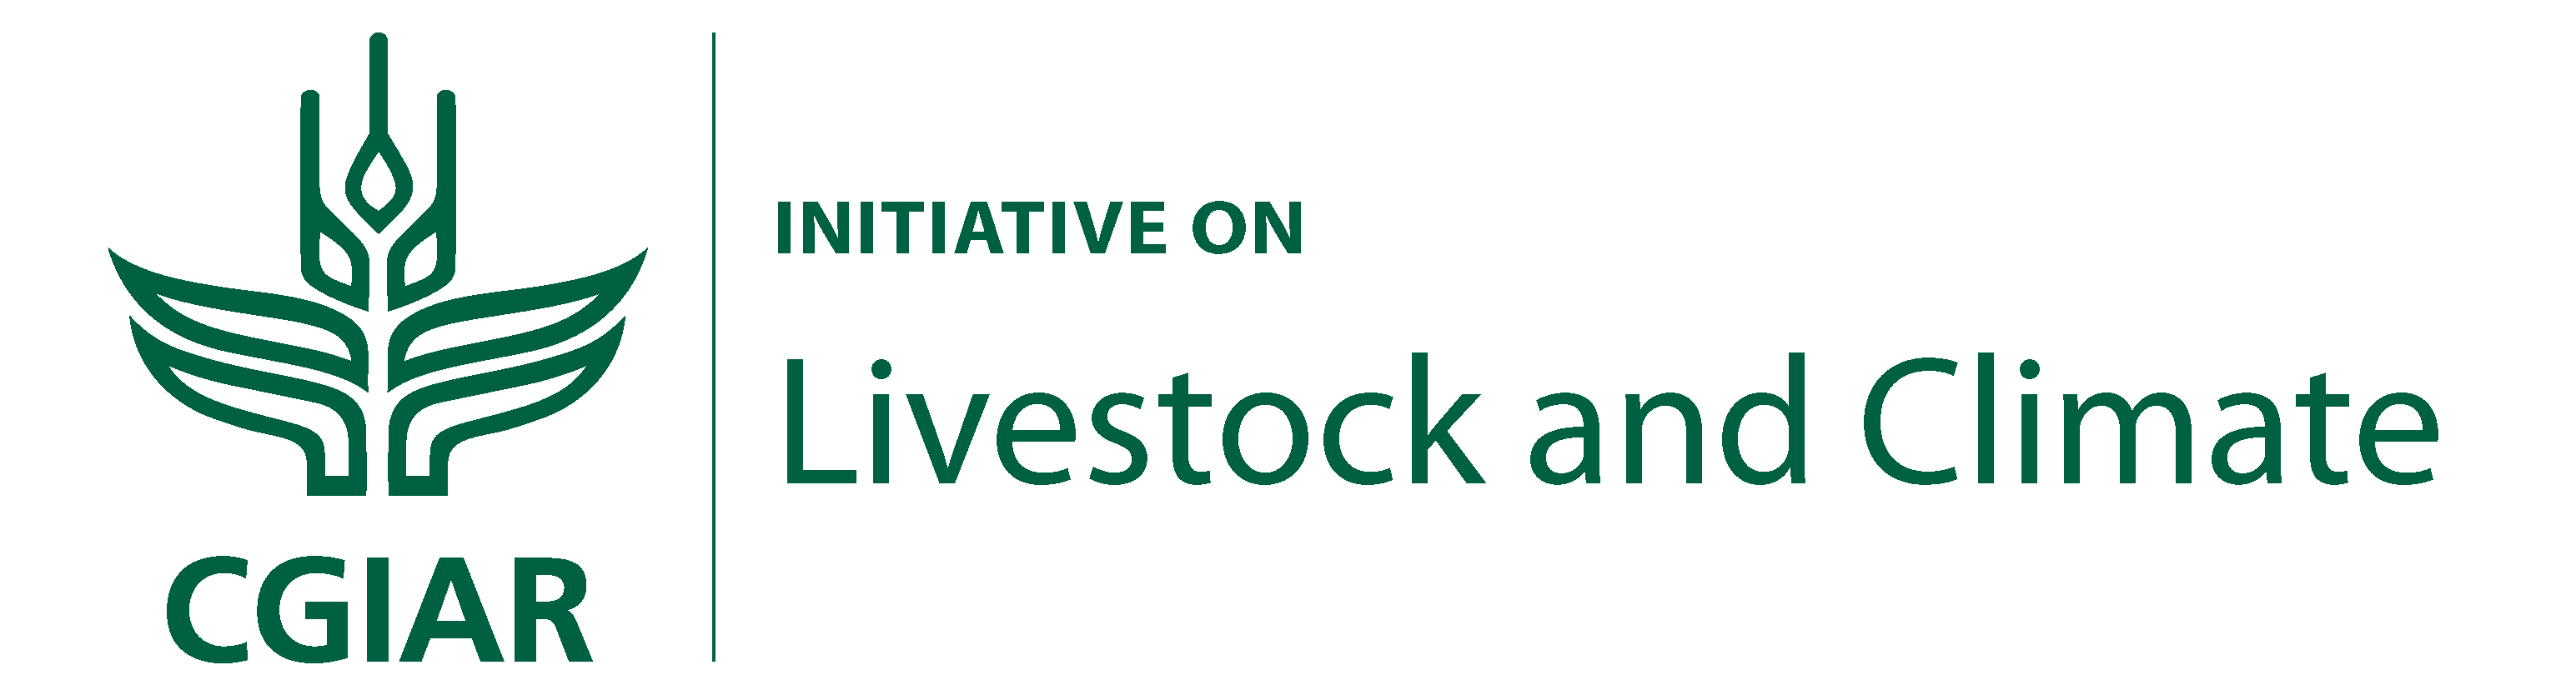 CGIAR
INITIATIVE ON
Livestock and Climate